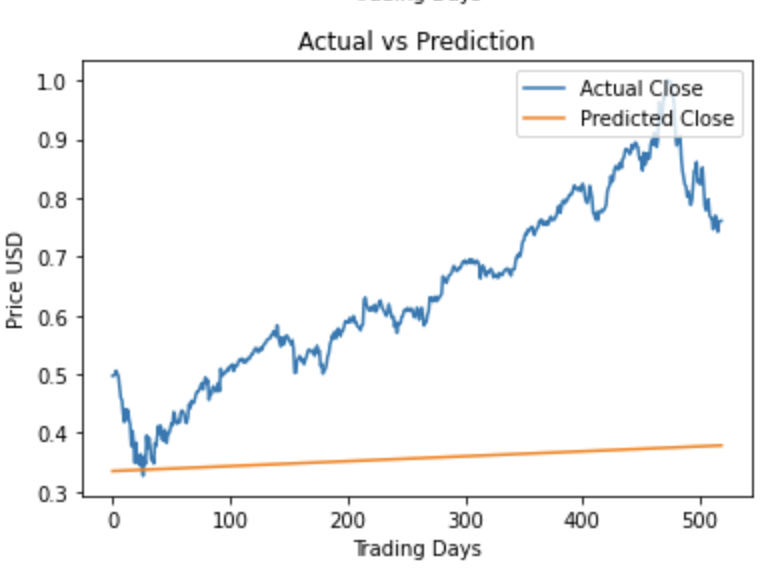 Actual vs Prediction
Actual Close
Predicted Close
1.0
0.9
0.8
0.7
0.6
0.5
0.4
0.3
Price USD
0 100 200 300 400 500
Trading Days